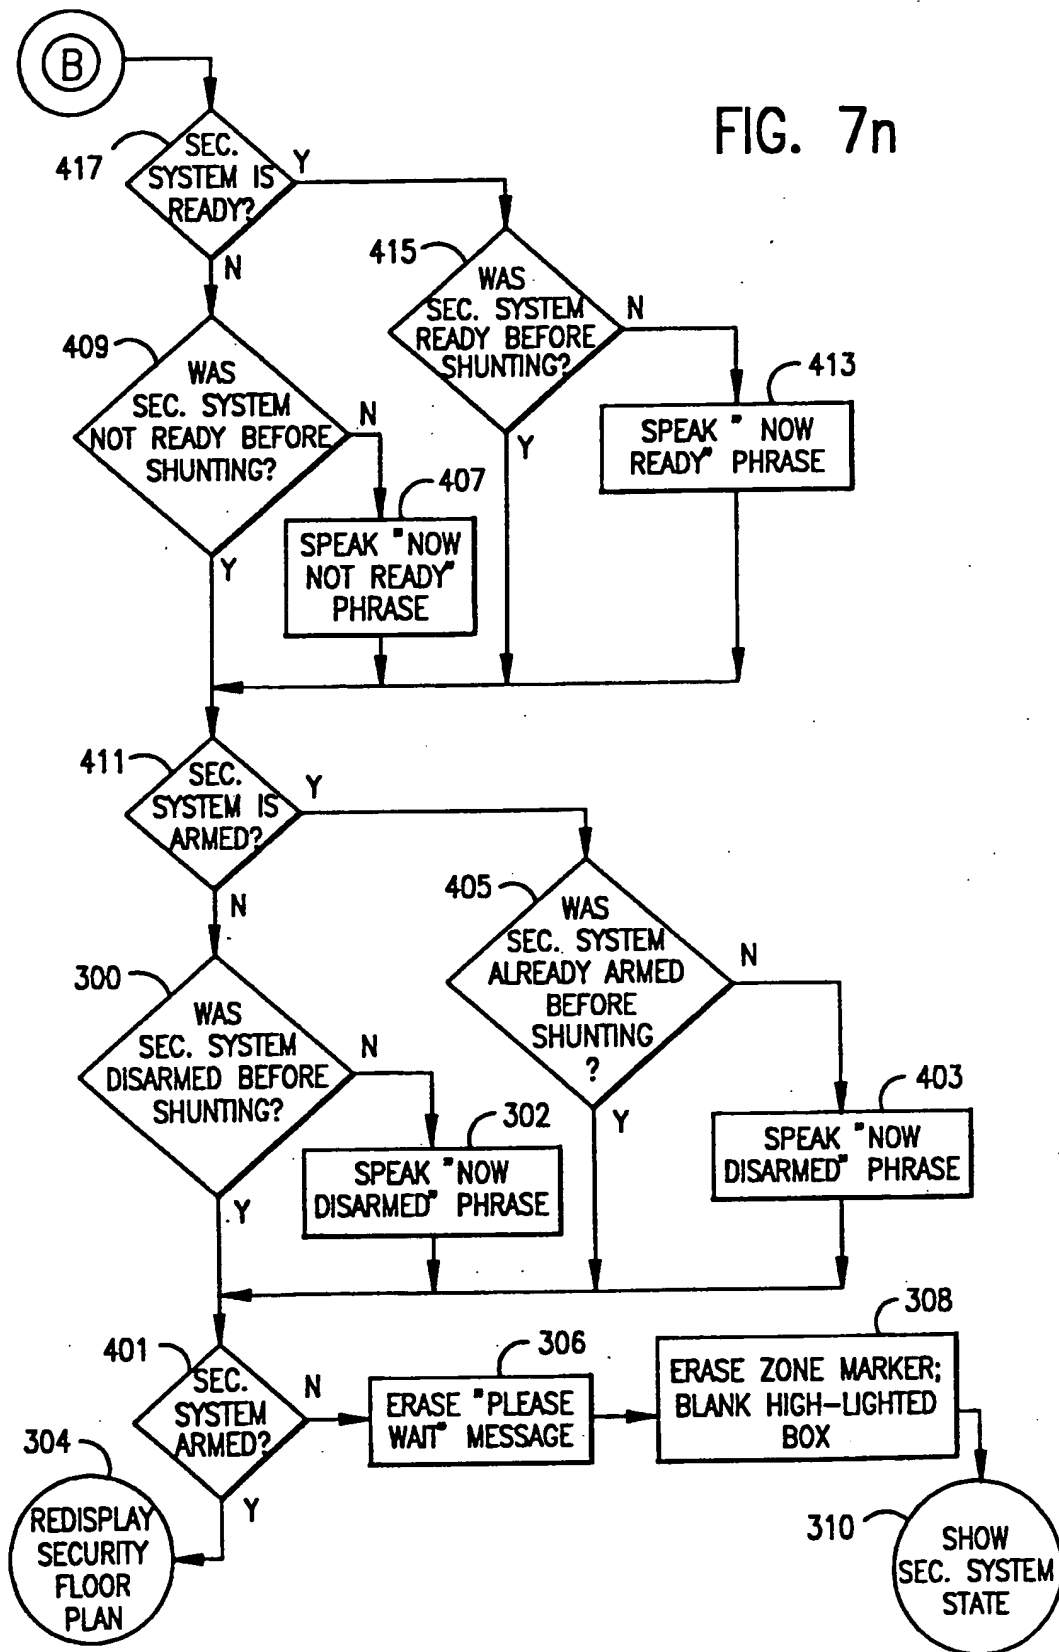 B
FIG. 7n
417
SEC.
SYSTEM IS
READY?
Y
N
415
WAS
SEC. SYSTEM
READY BEFORE
SHUNTING?
N
Y
413
SPEAK " NOW
READY" PHRASE
409
WAS
SEC. SYSTEM
NOT READY BEFORE
SHUNTING?
N
Y
407
SPEAK "NOW
NOT READY"
PHRASE
411
SEC.
SYSTEM IS
ARMED?
Y
N
405
WAS
SEC. SYSTEM
ALREADY ARMED
BEFORE
SHUNTING
?
N
Y
403
SPEAK "NOW
DISARMED" PHRASE
300
WAS
SEC. SYSTEM
DISARMED BEFORE
SHUNTING?
N
Y
302
SPEAK "NOW
DISARMED" PHRASE
401
SEC.
SYSTEM
ARMED?
N
Y
306
ERASE "PLEASE
WAIT" MESSAGE
308
ERASE ZONE MARKER;
BLANK HIGH-LIGHTED
BOX
304
REDISPLAY
SECURITY
FLOOR
PLAN
310
SHOW
SEC. SYSTEM
STATE